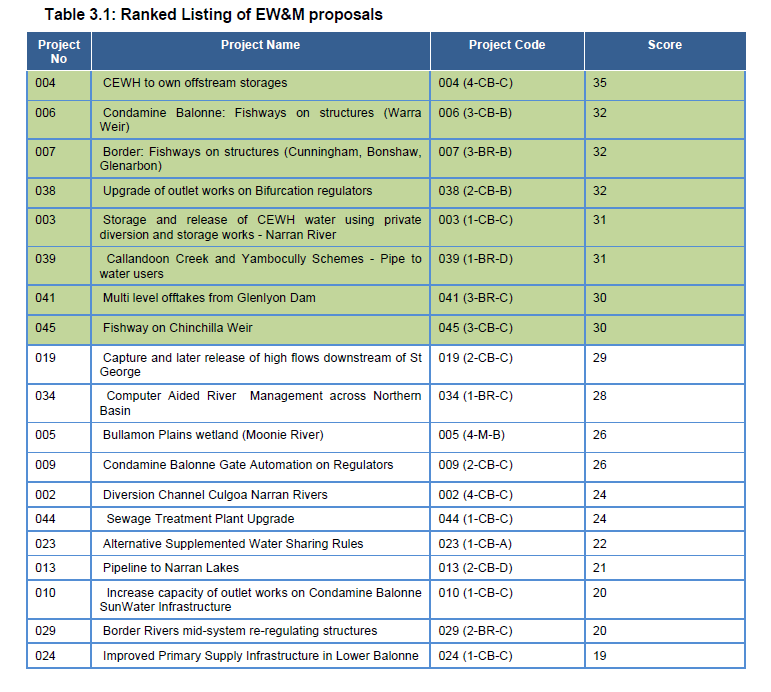 Table 3.1: Ranked Listing of EW&M proposals
Project No Project Name Project Code Score
004 CEWH to own offstream storages 004 (4-CB-C) 35
006 Condamine Balonne: Fishways on structures (Warra 006 (3-CB-B) 32
Weir)
007 Border: Fishways on structures (Cunningham, Bonshaw, 007 (3-BR-B) 32
Glenarbon)
038 Upgrade of outlet works on Bifurcation regulators 038 (2-CB-B) 32
003 Storage and release of CEWH water using private 003 (1-CB-C) 31
diversion and storage works - Narran River
039 Callandoon Creek and Yambocully Schemes - Pipe to 039 (1-BR-D) 31
water users
041 Multi level offtakes from Glenlyon Dam 041 (3-BR-C) 30
045 Fishway on Chinchilla Weir 045 (3-CB-C) 30
019 Capture and later release of high flows downstream of St 019 (2-CB-C) 29
George
034 Computer Aided River Management across Northern 034 (1-BR-C) 28
Basin
005 Bullamon Plains wetland (Moonie River) 005 (4-M-B) 26
009 Condamine Balonne Gate Automation on Regulators 009 (2-CB-C) 26
002 Diversion Channel Culgoa Narran Rivers 002 (4-CB-C) 24
044 Sewage Treatment Plant Upgrade 044 (1-CB-C) 24
023 Alternative Supplemented Water Sharing Rules 023 (1-CB-A) 22
013 Pipeline to Narran Lakes 013 (2-CB-D) 21
010 Increase capacity of outlet works on Condamine Balonne 010 (1-CB-C) 20
SunWater Infrastructure
029 Border Rivers mid-system re-regulating structures 029 (2-BR-C) 20
024 Improved Primary Supply Infrastructure in Lower Balonne 024 (1-CB-C) 19